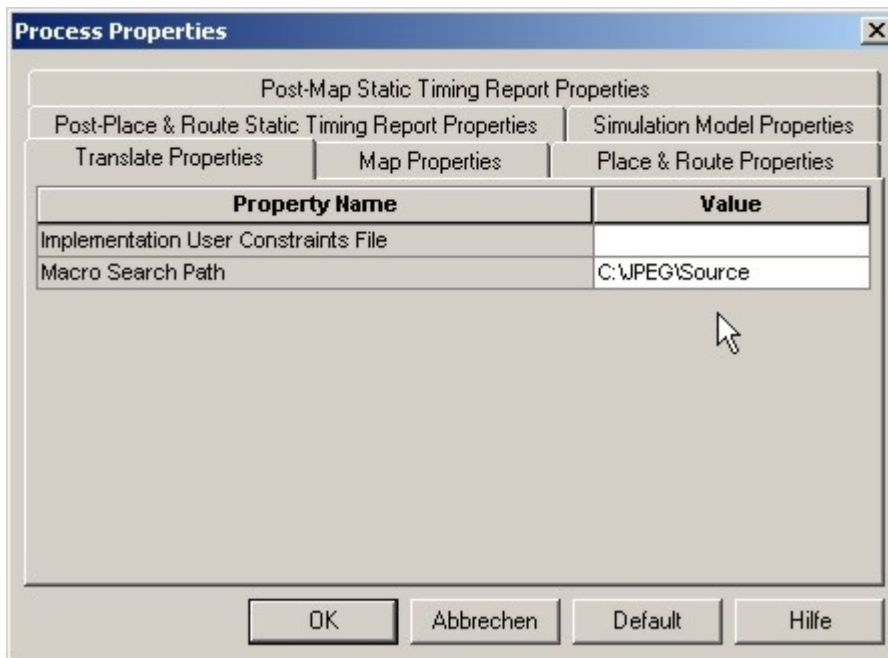 Process Properties
Post-Map Static Timing Report Properties
Post-Place & Route Static Timing Report Properties Simulation Model Properties
Translate Properties Map Properties Place & Route Properties
Property Name Value
Implementation User Constraints File
Macro Search Path C:\JPEG\Source
OK Abbrechen Default Hilfe